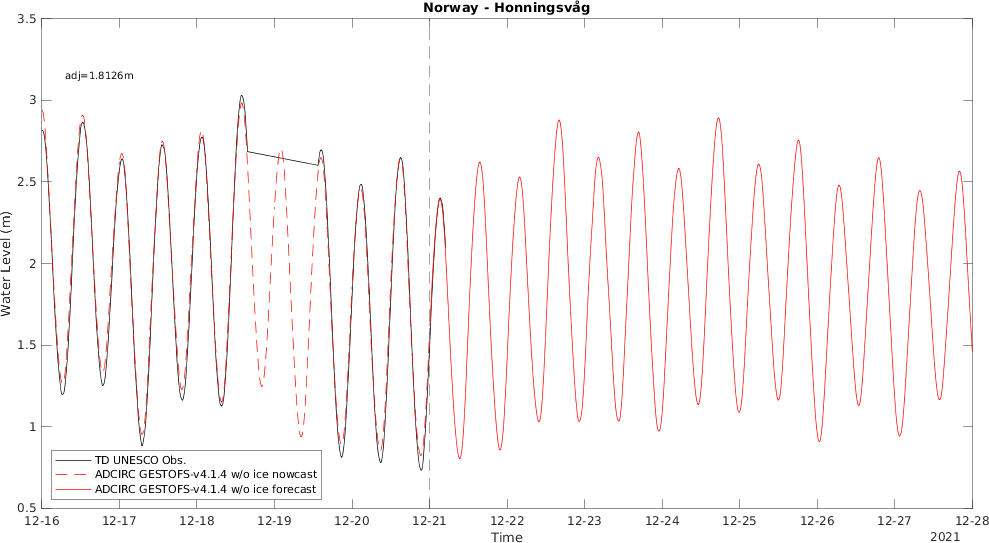 Norway - Honningsvåg
3.5
adj=1.8126m
3
2.5
Water Level (m)
2
1.5
1
TD UNESCO Obs.
ADCIRC GESTOFS-v4.1.4 w/o ice nowcast
ADCIRC GESTOFS-v4.1.4 w/o ice forecast
0.5
12-16 12-17 12-18 12-19 12-20 12-21 12-22 12-23 12-24 12-25 12-26 12-27 12-28
Time
2021